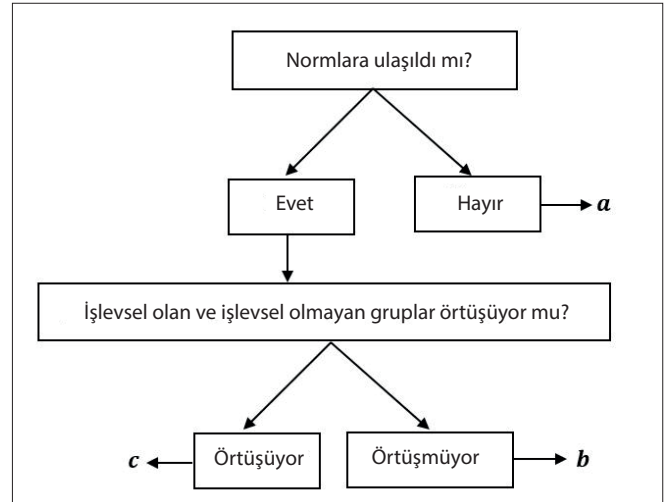 Normlara ulaşıldı mı?
Evet
Hayır
a
İşlevsel olan ve işlevsel olmayan gruplar örtüşüyor mu?
c
Örtüşüyor
Örtüşmüyor
b